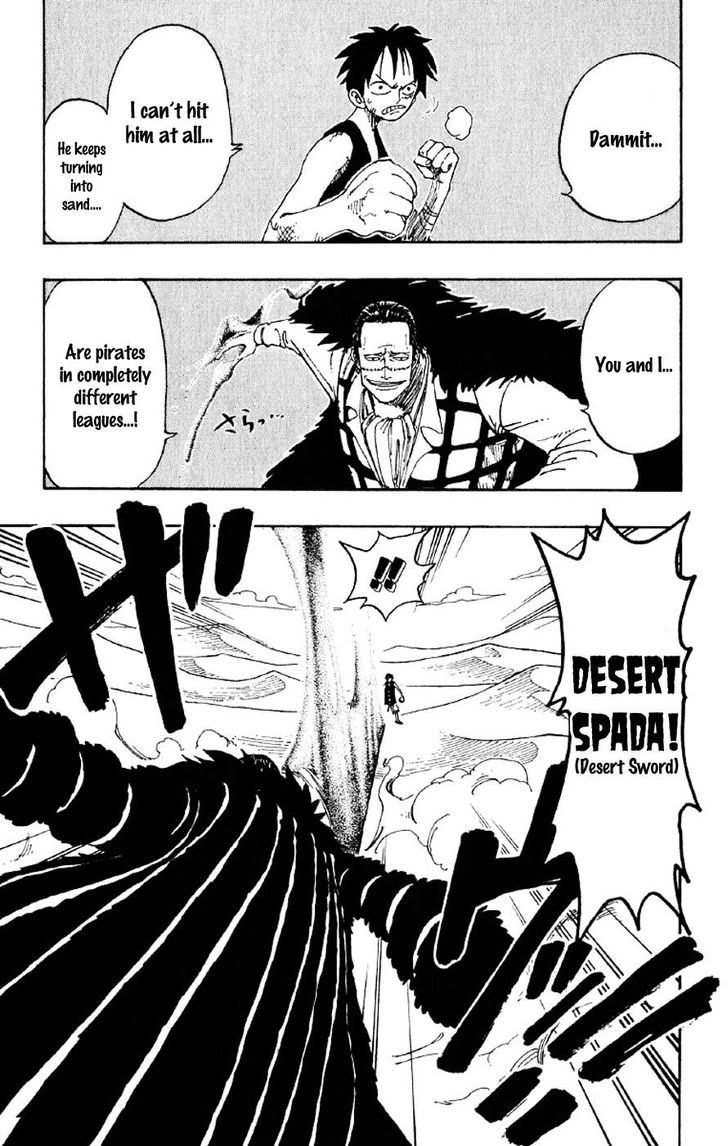 Dammit...
I can't hit
him at all...
He keeps
turning
into
sand....
You and I...
さらっ…
Are pirates
in completely
different
leagues...!
DESERT
SPADA!
(Desert Sword)
!!